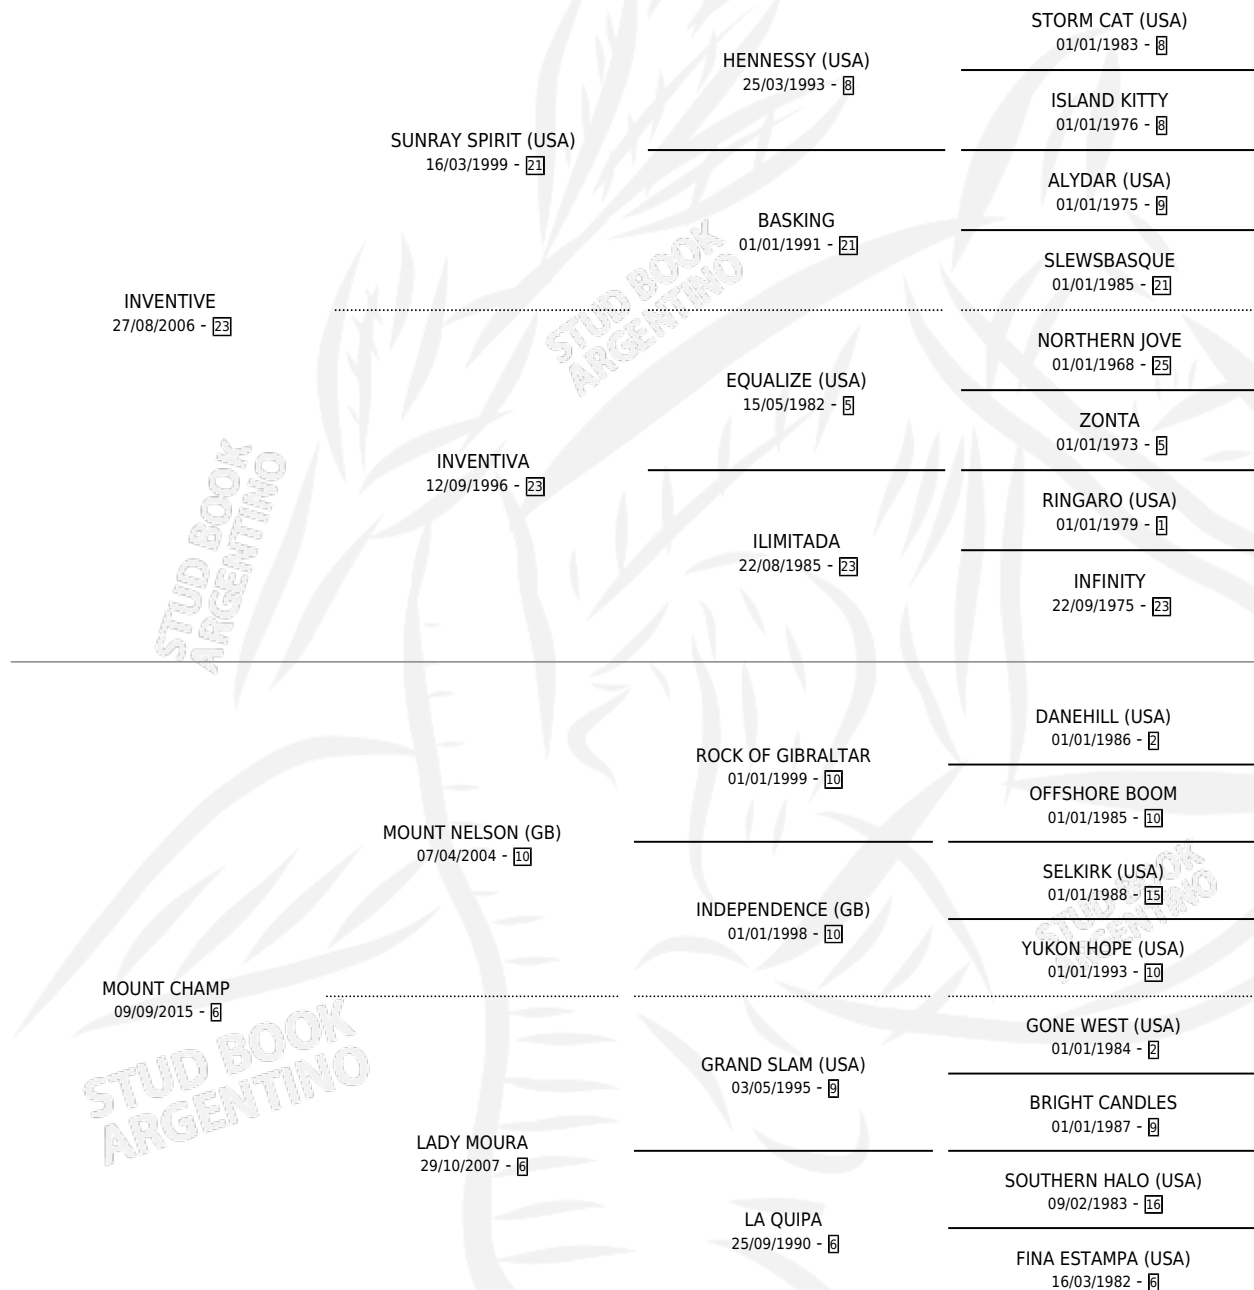 STORM CAT (USA)
01/01/1983 - 8
HENNESSY (USA)
25/03/1993 - 8
ISLAND KITTY
01/01/1976 - 8
SUNRAY SPIRIT (USA)
16/03/1999 - 21
ALYDAR (USA)
01/01/1975 - 9
BASKING
01/01/1991 - 21
SLEWSBASQUE
01/01/1985 - 21
INVENTIVE
27/08/2006 - 23
NORTHERN JOVE
01/01/1968 - 25
EQUALIZE (USA)
15/05/1982 - 5
ZONTA
01/01/1973 - 5
INVENTIVA
12/09/1996 - 23
RINGARO (USA)
01/01/1979 - 1
ILIMITADA
22/08/1985 - 23
INFINITY
22/09/1975 - 23
STUD BOOK
ARGENTINO
STUD BOOK
ARGENTINO
DANEHILL (USA)
01/01/1986 - 2
ROCK OF GIBRALTAR
01/01/1999 - 10
OFFSHORE BOOM
01/01/1985 - 10
MOUNT NELSON (GB)
07/04/2004 - 10
SELKIRK (USA)
01/01/1988 - 15
INDEPENDENCE (GB)
01/01/1998 - 10
YUKON HOPE (USA)
01/01/1993 - 10
MOUNT CHAMP
09/09/2015 - 6
GONE WEST (USA)
01/01/1984 - 2
GRAND SLAM (USA)
03/05/1995 - 9
BRIGHT CANDLES
01/01/1987 - 9
LADY MOURA
29/10/2007 - 6
SOUTHERN HALO (USA)
09/02/1983 - 16
LA QUIPA
25/09/1990 - 6
FINA ESTAMPA (USA)
16/03/1982 - 6
STUD BOOK
ARGENTINO
STUD BOOK
ARGENTINO